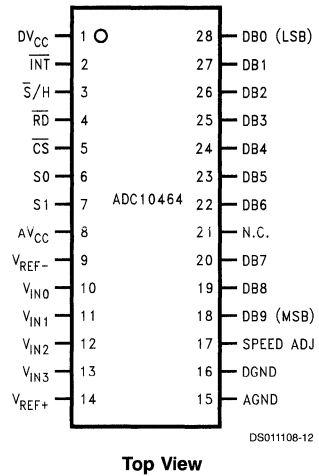 DVCC 1 28 DB0 (LSB)
INT 2 27 DB1
S/H 3 26 DB2
RD 4 25 DB3
CS 5 24 DB4
S0 6 23 DB5
S1 7 ADC10464 22 DB6
AVCC 8 21 N.C.
VREF- 9 20 DB7
VIN0 10 19 DB8
VIN1 11 18 DB9 (MSB)
VIN2 12 17 SPEED ADJ
VIN3 13 16 DGND
VREF+ 14 15 AGND
DS011108-12
Top View